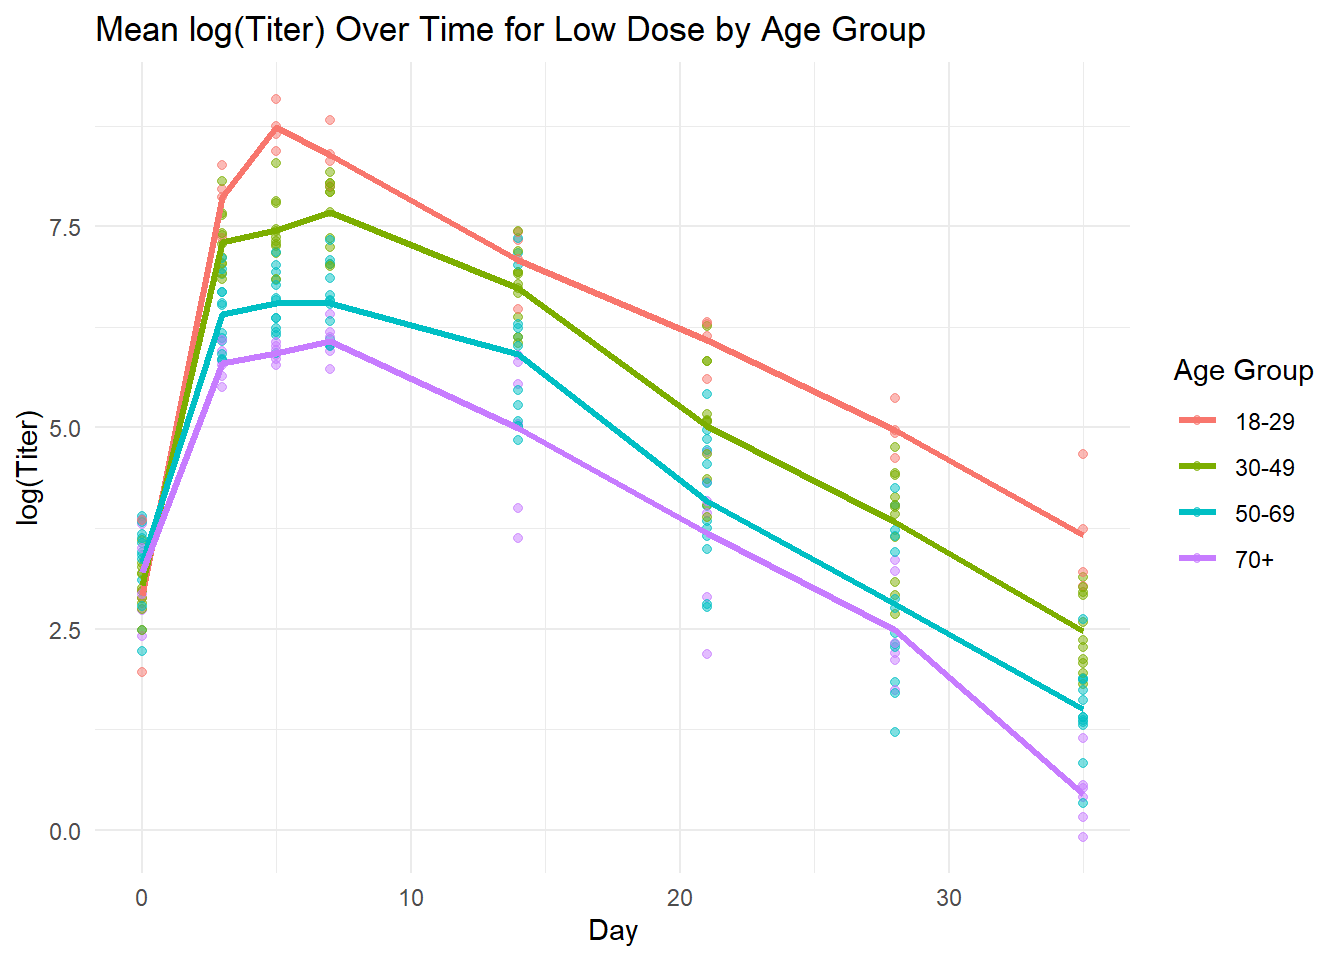 Mean log(Titer) Over Time for Low Dose by Age Group
log(Titer)
7.5
5.0
2.5
0.0
0 10 20 30
Day
Age Group
18-29
30-49
50-69
70+